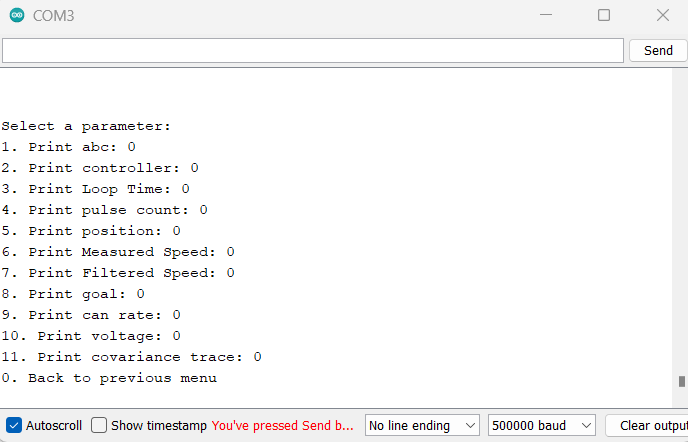 COM3
Send
Select a parameter:
1. Print abc: 0
2. Print controller: 0
3. Print Loop Time: 0
4. Print pulse count: 0
5. Print position: 0
6. Print Measured Speed: 0
7. Print Filtered Speed: 0
8. Print goal: 0
9. Print can rate: 0
10. Print voltage: 0
11. Print covariance trace: 0
0. Back to previous menu
Autoscroll Show timestamp You've pressed Send b... No line ending 500000 baud Clear output